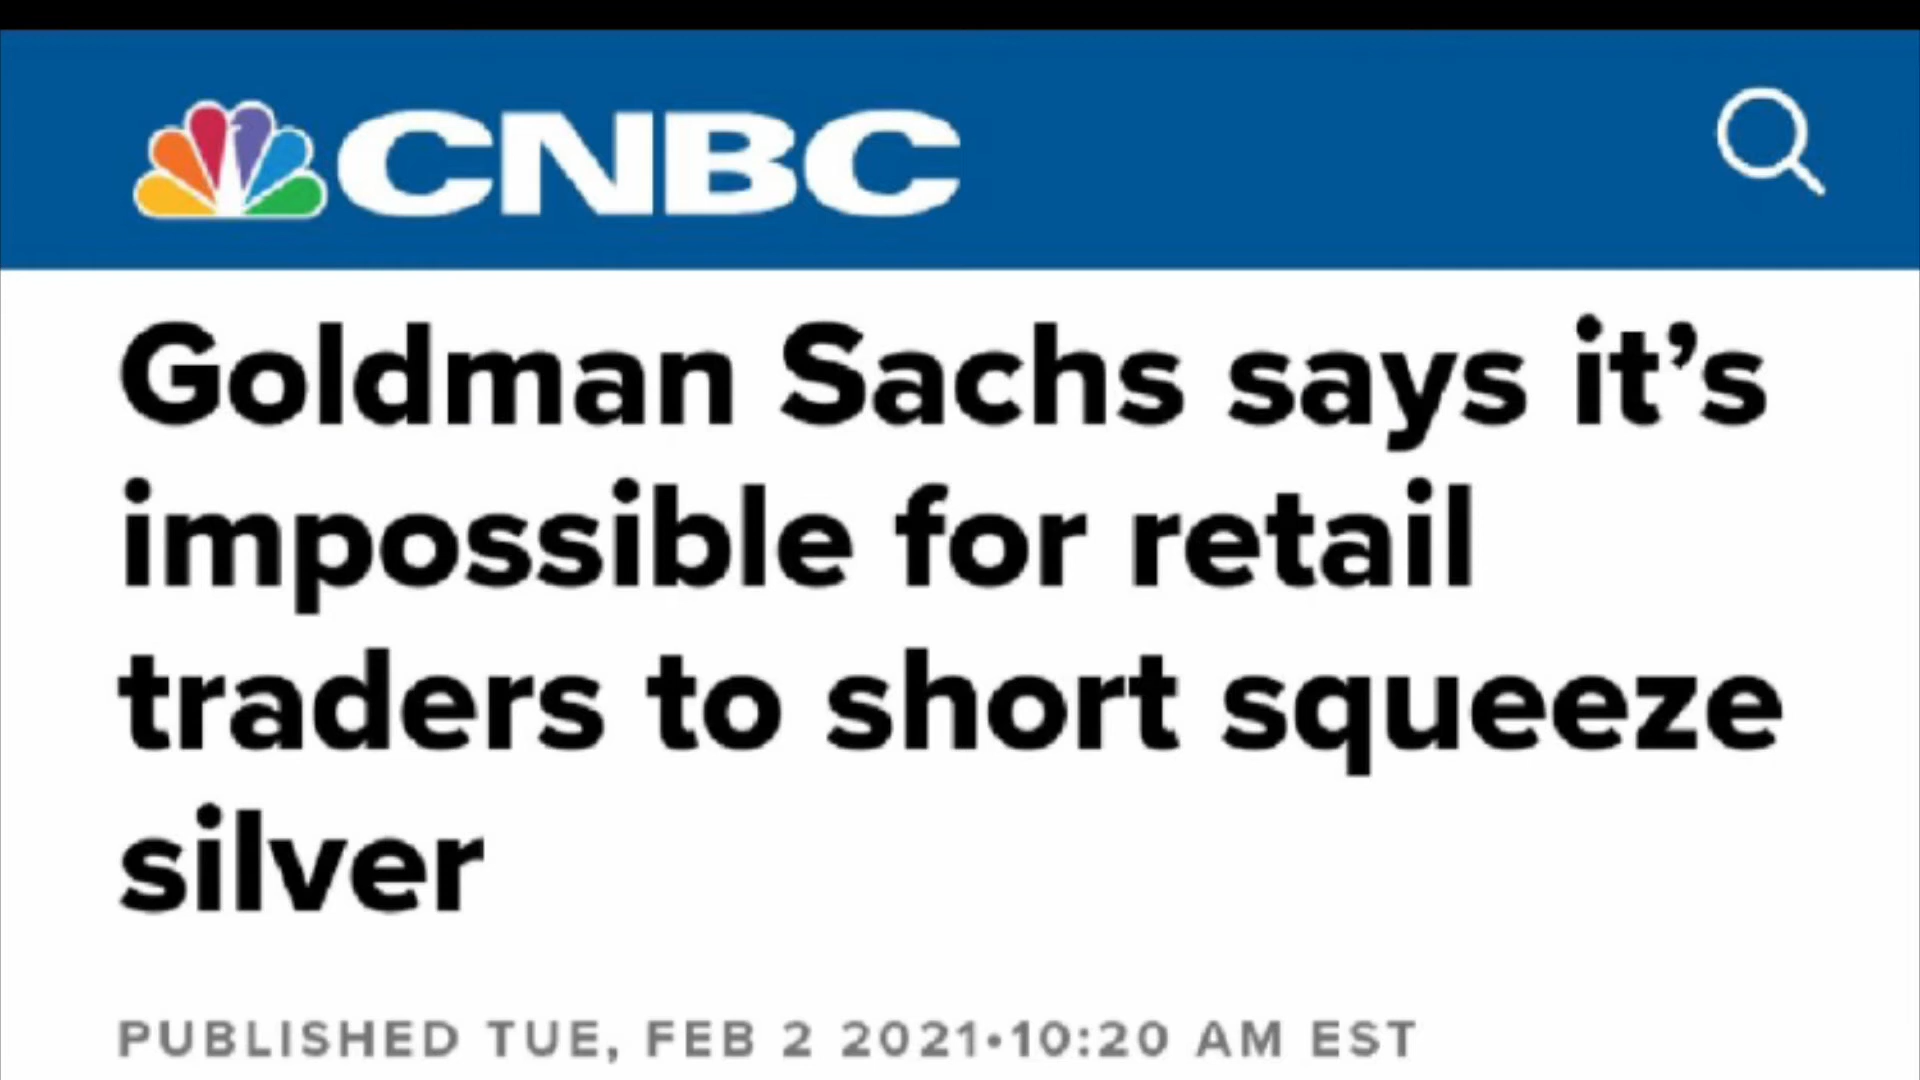 CNBC
Goldman Sachs says it’s
impossible for retail
traders to short squeeze
silver
PUBLISHED TUE, FEB 2 2021•10:20 AM EST